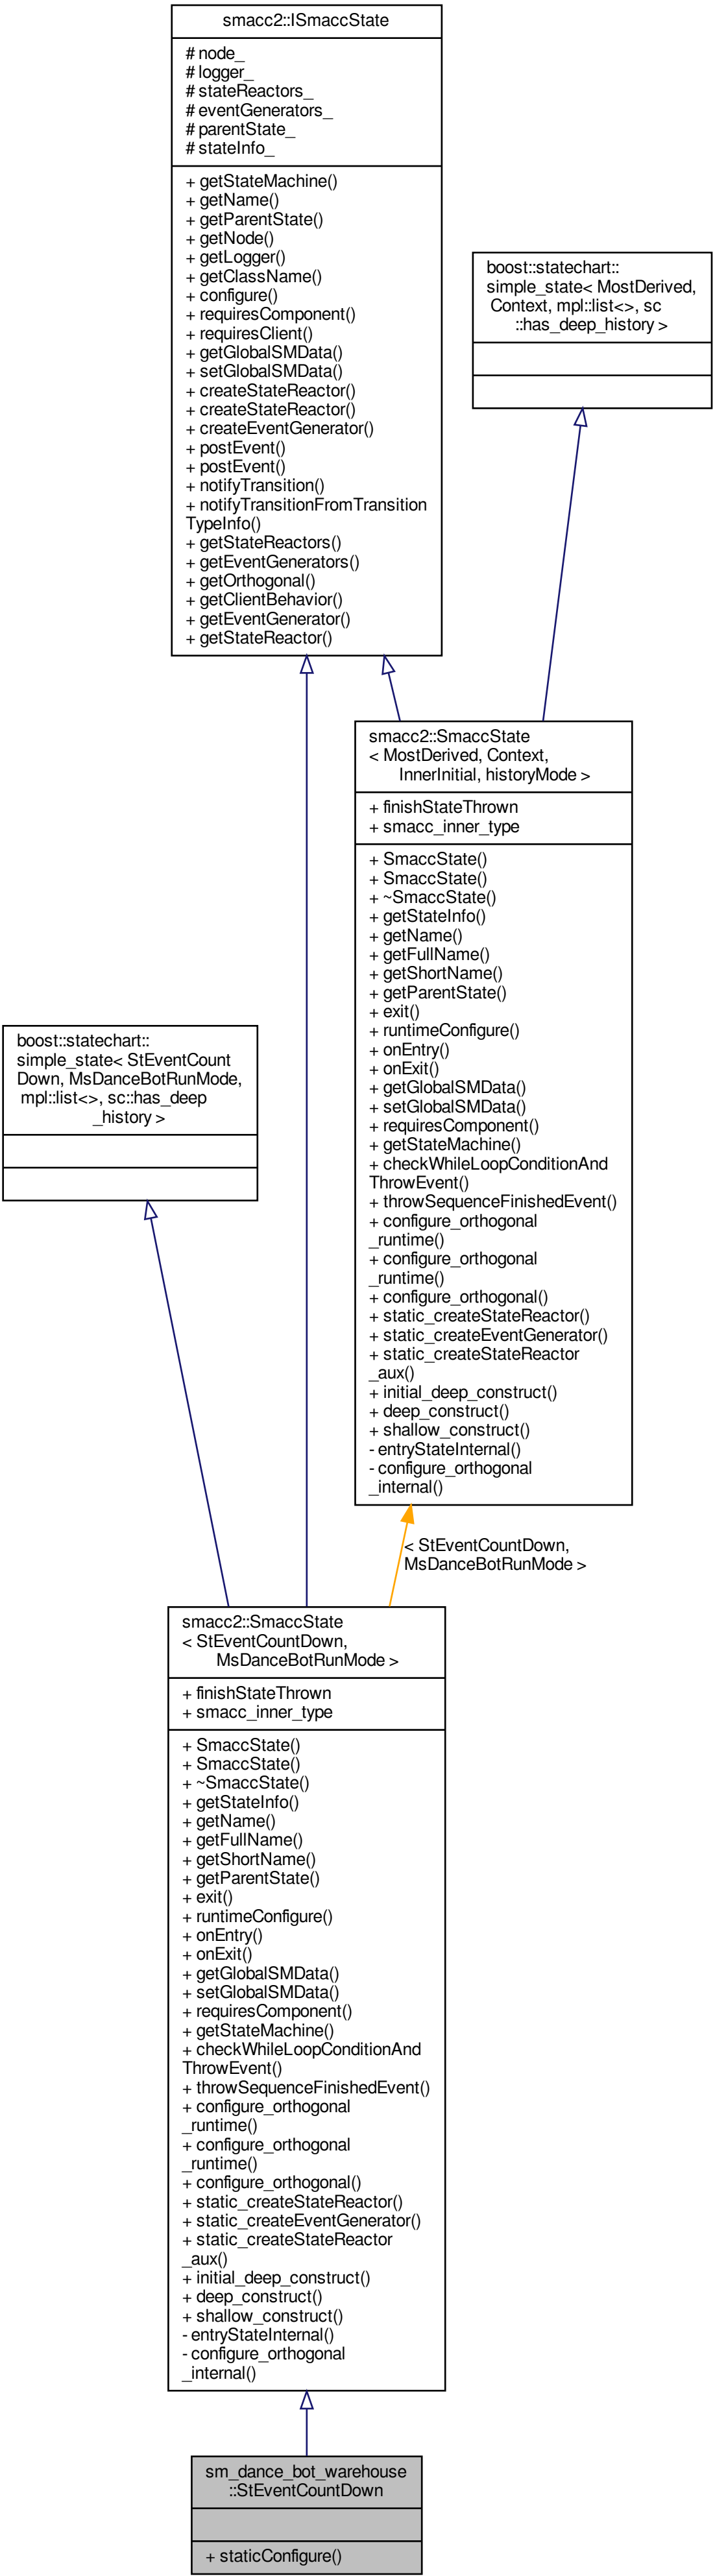 smacc2::ISmaccState
# node_
# logger_
# stateReactors_
# eventGenerators_
# parentState_
# stateInfo_
+ getStateMachine()
+ getName()
+ getParentState()
+ getNode()
+ getLogger()
+ getClassName()
+ configure()
+ requiresComponent()
+ requiresClient()
+ getGlobalSMData()
+ setGlobalSMData()
+ createStateReactor()
+ createStateReactor()
+ createEventGenerator()
+ postEvent()
+ postEvent()
+ notifyTransition()
+ notifyTransitionFromTransition
TypeInfo()
+ getStateReactors()
+ getEventGenerators()
+ getOrthogonal()
+ getClientBehavior()
+ getEventGenerator()
+ getStateReactor()
boost::statechart::
simple_state< MostDerived,
Context, mpl::list<>, sc
::has_deep_history >
smacc2::SmaccState
< MostDerived, Context,
InnerInitial, historyMode >
+ finishStateThrown
+ smacc_inner_type
+ SmaccState()
+ SmaccState()
+ ~SmaccState()
+ getStateInfo()
+ getName()
+ getFullName()
+ getShortName()
+ getParentState()
+ exit()
+ runtimeConfigure()
+ onEntry()
+ onExit()
+ getGlobalSMData()
+ setGlobalSMData()
+ requiresComponent()
+ getStateMachine()
+ checkWhileLoopConditionAnd
ThrowEvent()
+ throwSequenceFinishedEvent()
+ configure_orthogonal
_runtime()
+ configure_orthogonal
_runtime()
+ configure_orthogonal()
+ static_createStateReactor()
+ static_createEventGenerator()
+ static_createStateReactor
_aux()
+ initial_deep_construct()
+ deep_construct()
+ shallow_construct()
- entryStateInternal()
- configure_orthogonal
_internal()
boost::statechart::
simple_state< StEventCount
Down, MsDanceBotRunMode,
mpl::list<>, sc::has_deep
_history >
< StEventCountDown,
MsDanceBotRunMode >
smacc2::SmaccState
< StEventCountDown,
MsDanceBotRunMode >
+ finishStateThrown
+ smacc_inner_type
+ SmaccState()
+ SmaccState()
+ ~SmaccState()
+ getStateInfo()
+ getName()
+ getFullName()
+ getShortName()
+ getParentState()
+ exit()
+ runtimeConfigure()
+ onEntry()
+ onExit()
+ getGlobalSMData()
+ setGlobalSMData()
+ requiresComponent()
+ getStateMachine()
+ checkWhileLoopConditionAnd
ThrowEvent()
+ throwSequenceFinishedEvent()
+ configure_orthogonal
_runtime()
+ configure_orthogonal
_runtime()
+ configure_orthogonal()
+ static_createStateReactor()
+ static_createEventGenerator()
+ static_createStateReactor
_aux()
+ initial_deep_construct()
+ deep_construct()
+ shallow_construct()
- entryStateInternal()
- configure_orthogonal
_internal()
sm_dance_bot_warehouse
::StEventCountDown
+ staticConfigure()